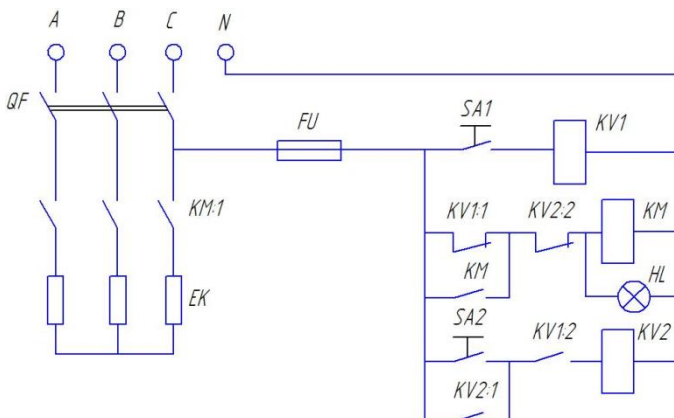 A B C N
QF
FU
SA1
KV1
KM:1
KV1:1
KV2:2
KM
KM
HL
EK
SA2
KV1:2
KV2
KV2:1